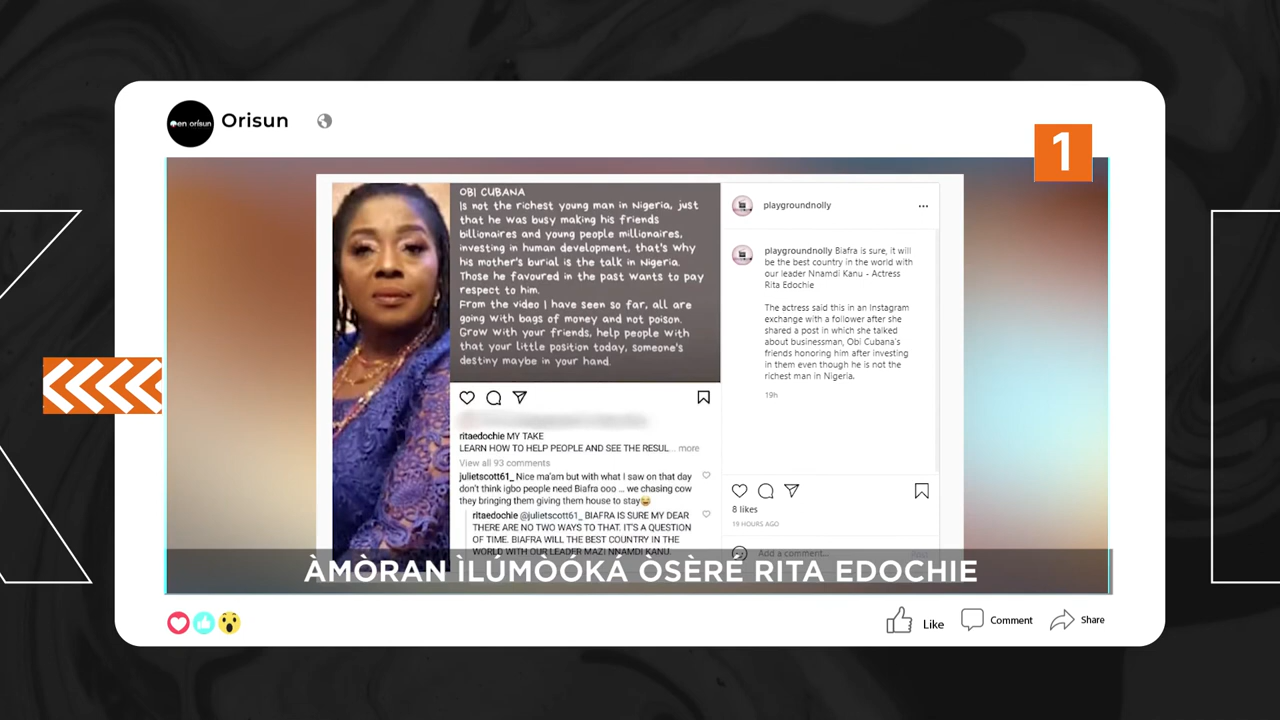 en orísun
Orisun
1
OBI CUBANA
Is not the richest young man in Nigeria, just
that he was busy making his friends
billionaires and young people millionaires,
investing in human development, that's why
his mother's burial is the talk in Nigeria.
Those he favoured in the past wants to pay
respect to him.
From the video I have seen so far, all are
going with bags of money and not poison.
Grow with your friends, help people with
that your little position today, someone's
destiny maybe in your hand.
ritaedochie MY TAKE
LEARN HOW TO HELP PEOPLE AND SEE THE RESUL... more
View all 93 comments
julietscott61_ Nice ma'am but with what I saw on that day
don't think igbo people need Biafra ooo ... we chasing cow
they bringing them giving them house to stay😂
ritaedochie @julietscott61_ BIAFRA IS SURE MY DEAR
THERE ARE NO TWO WAYS TO THAT. IT'S A QUESTION
OF TIME. BIAFRA WILL THE BEST COUNTRY IN THE
WORLD WITH OUR LEADER MAZI NNAMDI KANU.
playgroundnolly
playgroundnolly Biafra is sure, it will
be the best country in the world with
our leader Nnamdi Kanu - Actress
Rita Edochie
The actress said this in an Instagram
exchange with a follower after she
shared a post in which she talked
about businessman, Obi Cubana's
friends honoring him after investing
in them even though he is not the
richest man in Nigeria.
19h
8 likes
19 HOURS AGO
Add a comment...
Post
ÀMÒRAN ÌLÚMÒÓKÁ ÒSÈRÉ RITA EDOCHIE
Like
Comment
Share